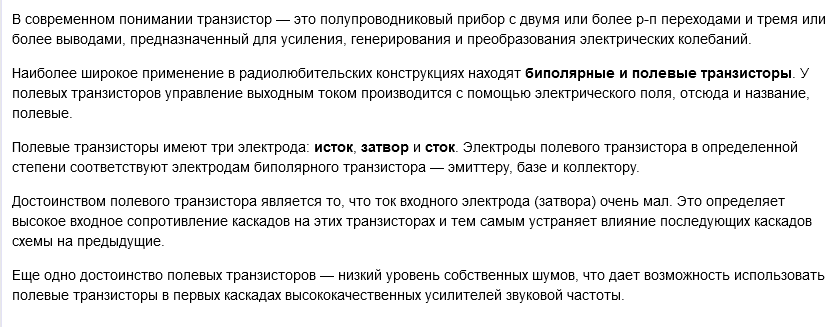 В современном понимании транзистор — это полупроводниковый прибор с двумя или более p-n переходами и тремя или
более выводами, предназначенный для усиления, генерирования и преобразования электрических колебаний.
Наиболее широкое применение в радиолюбительских конструкциях находят биполярные и полевые транзисторы. У
полевых транзисторов управление выходным током производится с помощью электрического поля, отсюда и название,
полевые.
Полевые транзисторы имеют три электрода: исток, затвор и сток. Электроды полевого транзистора в определенной
степени соответствуют электродам биполярного транзистора — эмиттеру, базе и коллектору.
Достоинством полевого транзистора является то, что ток входного электрода (затвора) очень мал. Это определяет
высокое входное сопротивление каскадов на этих транзисторах и тем самым устраняет влияние последующих каскадов
схемы на предыдущие.
Еще одно достоинство полевых транзисторов — низкий уровень собственных шумов, что дает возможность использовать
полевые транзисторы в первых каскадах высококачественных усилителей звуковой частоты.